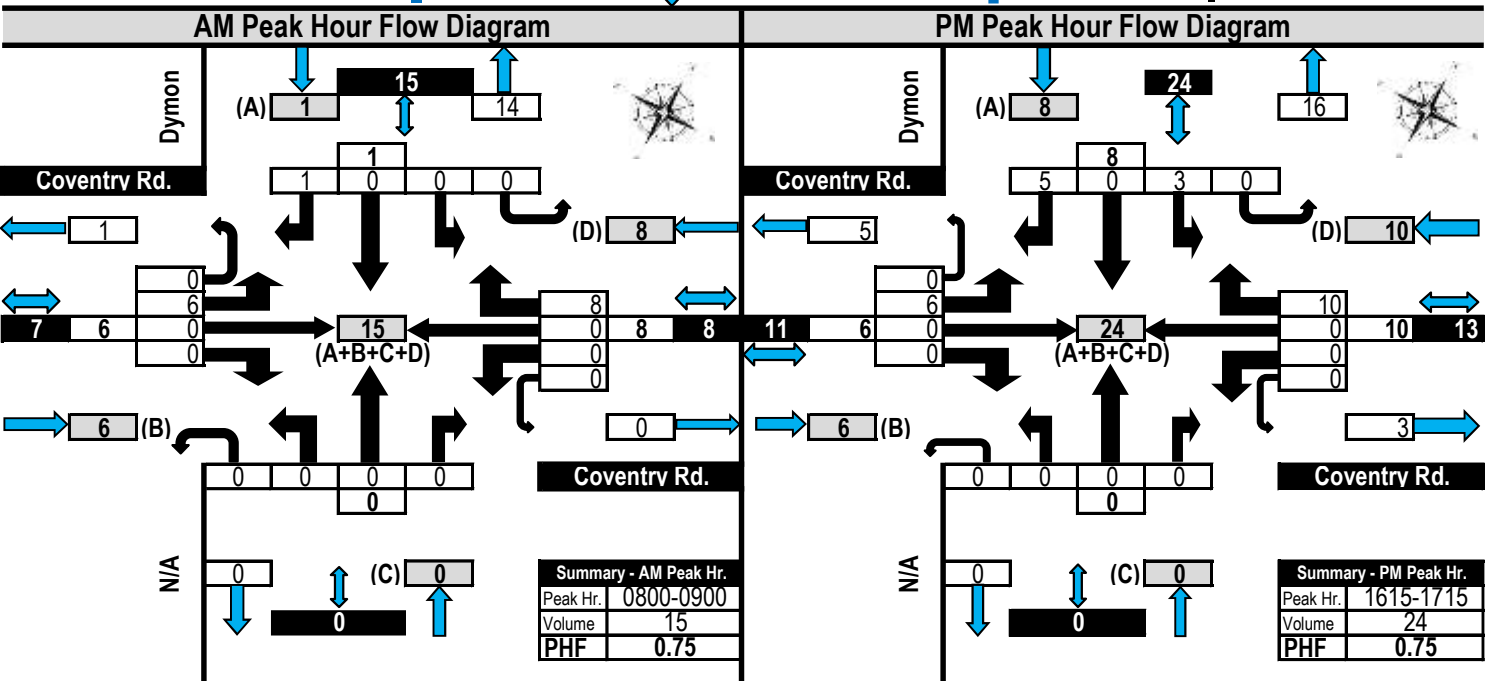 AM Peak Hour Flow Diagram
Dymon
15
(A) 1 14
1
1 0 0 0
Coventry Rd.
1
(D) 8
0
6
0
0
7 6
15
(A+B+C+D)
8
0
0
0
8 8
6 (B)
0
0 0 0 0
0
Coventry Rd.
N/A
0
(C) 0
0
Summary - AM Peak Hr.
Peak Hr. 0800-0900
Volume 15
PHF 0.75
PM Peak Hour Flow Diagram
Dymon
24
(A) 8 16
8
5 0 3 0
Coventry Rd.
5
(D) 10
0
6
0
0
11 6
24
(A+B+C+D)
10
0
0
0
10 13
6 (B)
3
0 0 0 0
0
Coventry Rd.
N/A
0
(C) 0
0
Summary - PM Peak Hr.
Peak Hr. 1615-1715
Volume 24
PHF 0.75